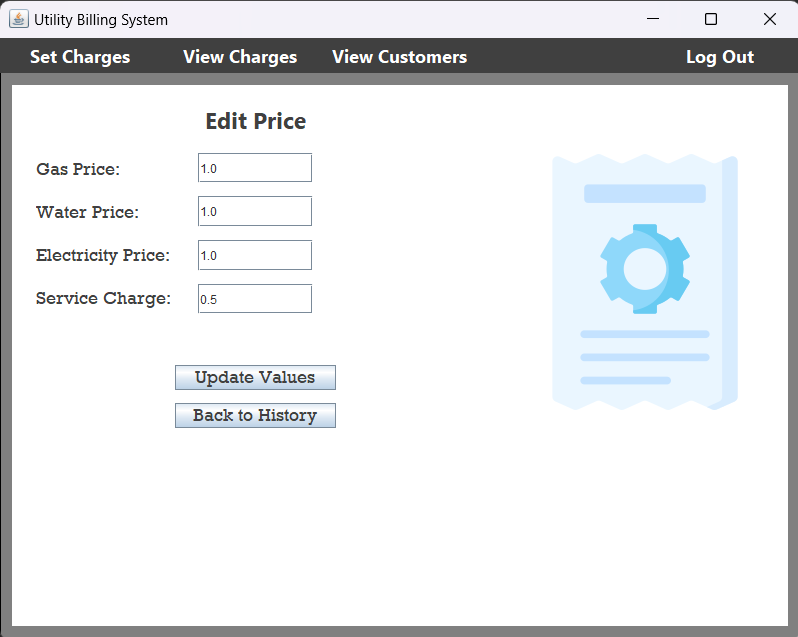 Utility Billing System
Set Charges View Charges View Customers Log Out
Edit Price
Gas Price: 1.0
Water Price: 1.0
Electricity Price: 1.0
Service Charge: 0.5
Update Values
Back to History